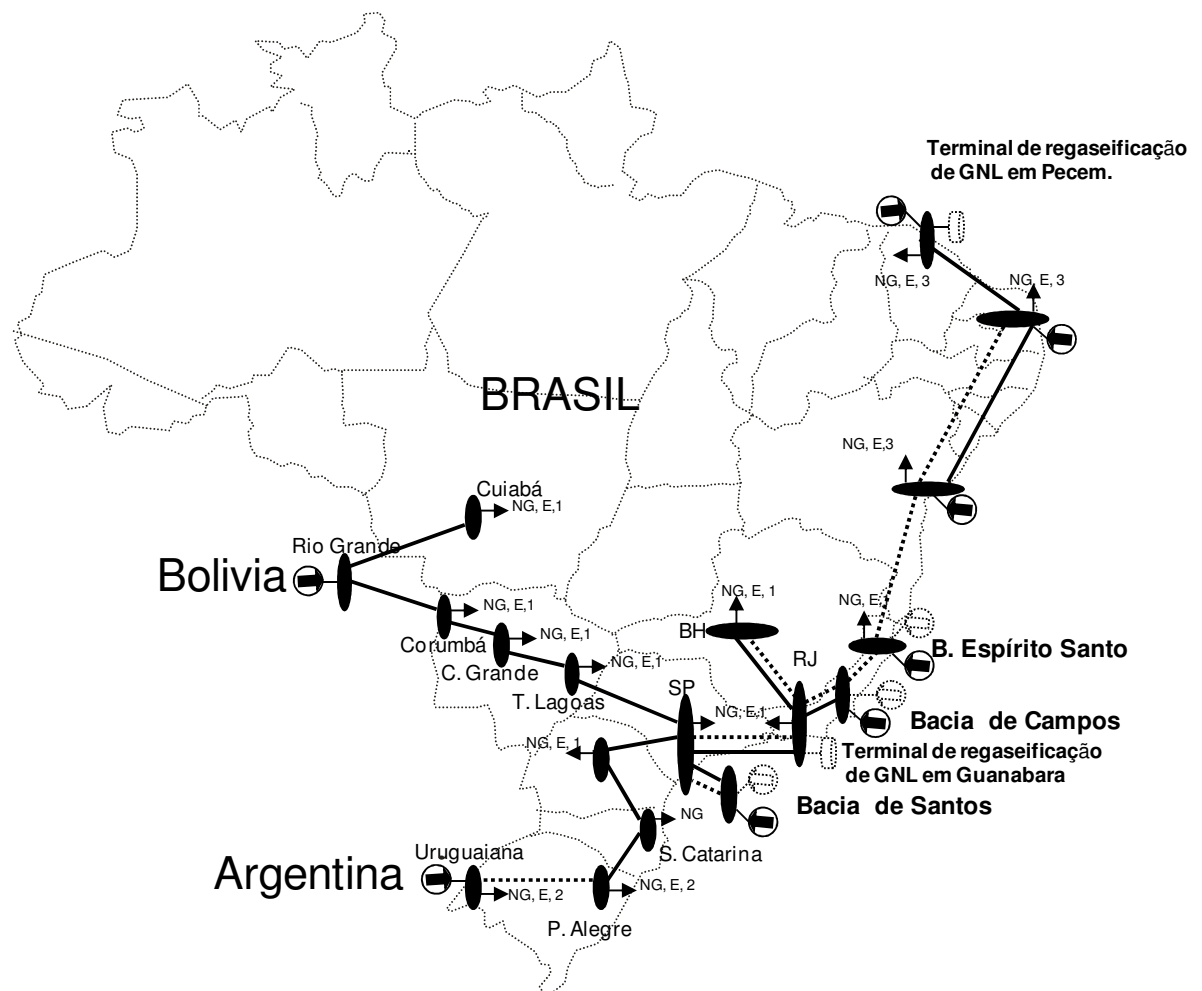 Terminal de regaseificação
de GNL em Pecem.
NG, E, 3
NG, E, 3
BRASIL
NG, E,3
Cuiabá
NG, E,1
Rio Grande
Bolivia
NG, E,1
Corumbá
NG, E,1
C. Grande
NG, E,1
T. Lagoas
NG, E, 1
BH
NG, E,
B. Espírito Santo
RJ
SP
NG, E,1
Bacia de Campos
Terminal de regaseificação
de GNL em Guanabara
NG, E, 1
Bacia de Santos
NG
S. Catarina
Uruguaiana
Argentina
NG, E, 2
NG, E, 2
P. Alegre